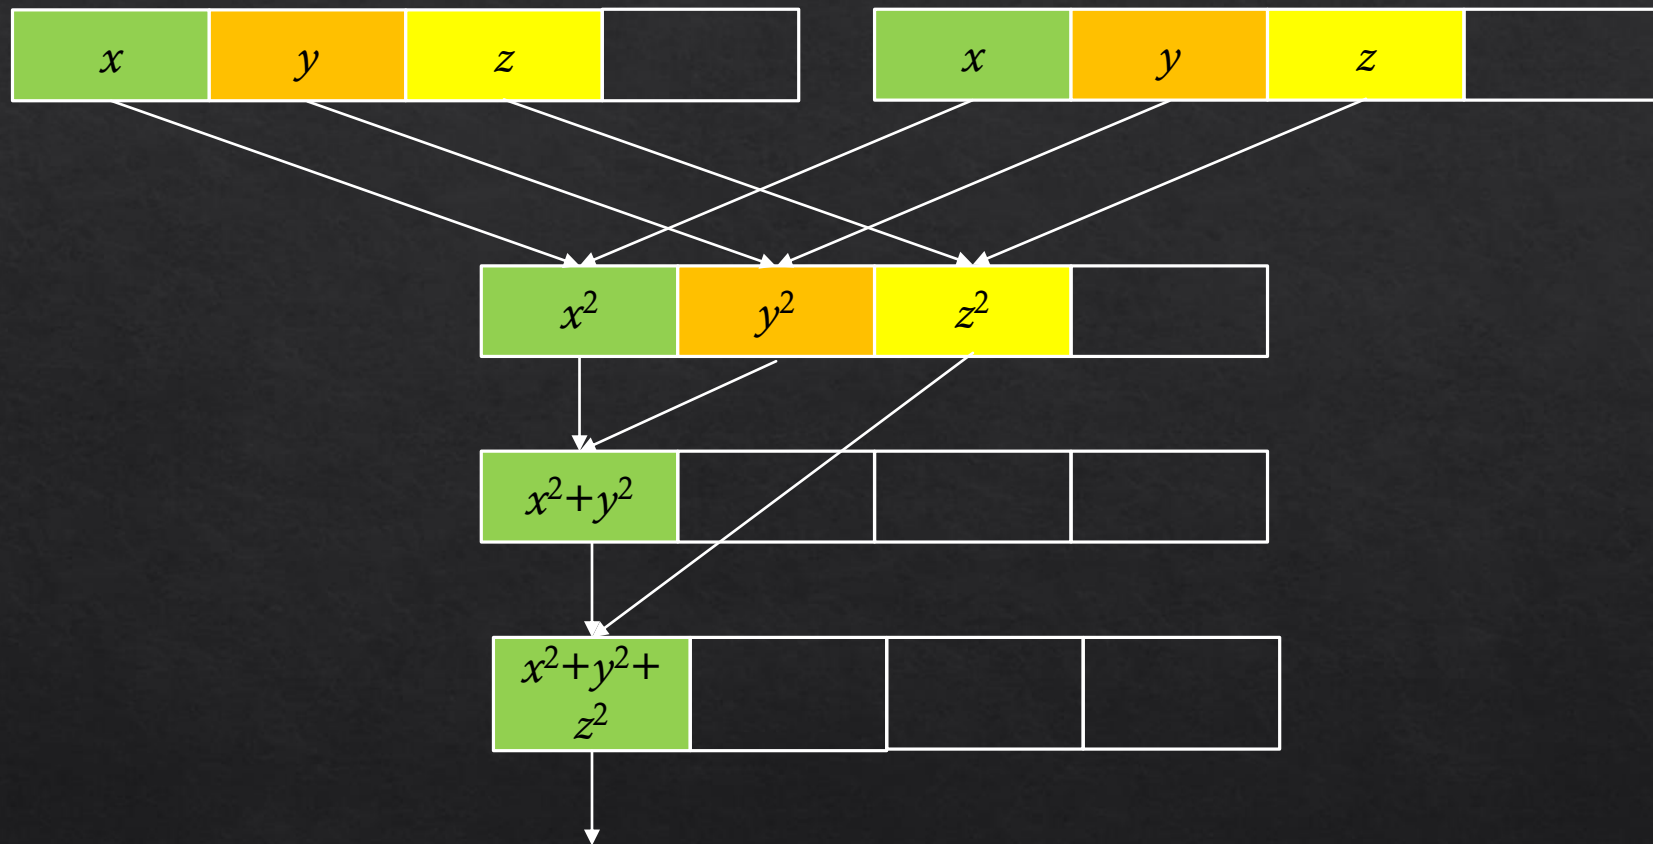 x y z x y z
x² y² z²
x²+y²
x²+y²+
z²